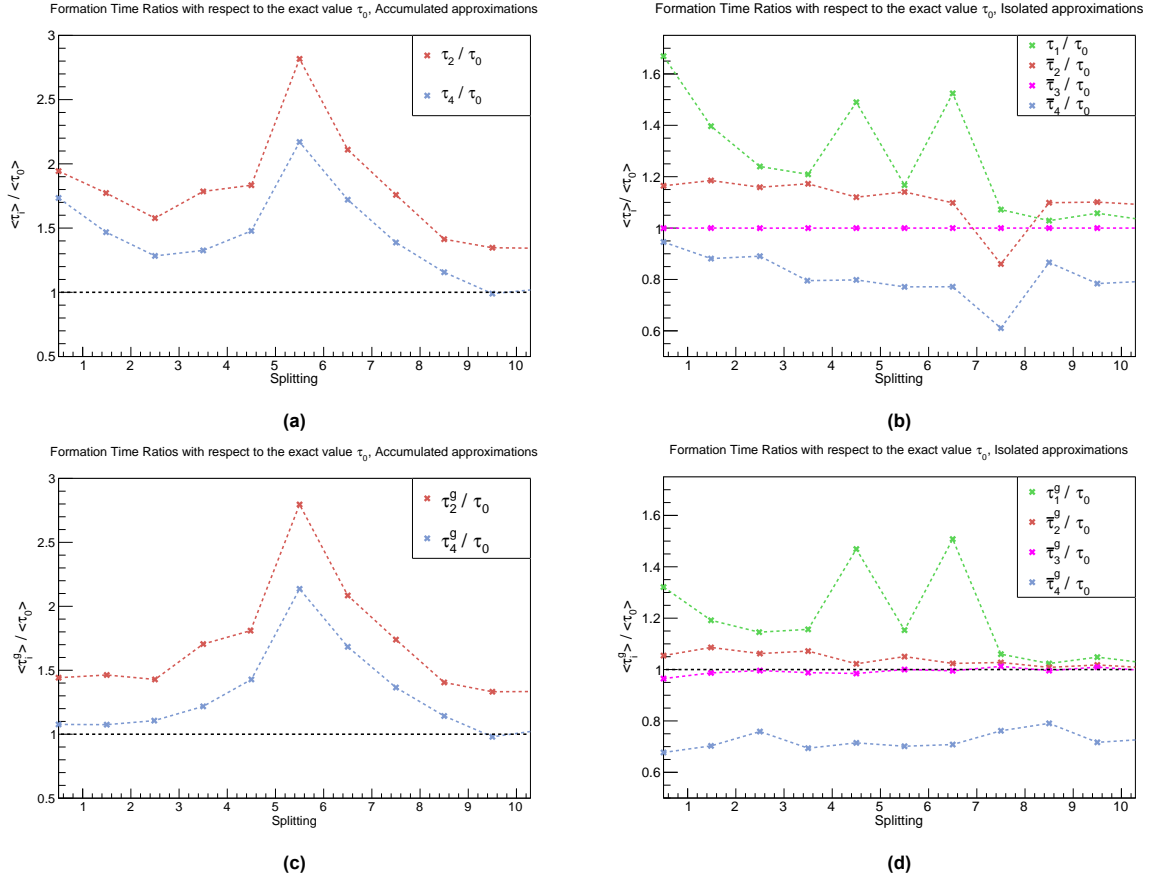 Formation Time Ratios with respect to the exact value τ₀, Accumulated approximations
3
2.5
2
1.5
1
0.5
<τᵢ> / <τ₀>
τ₂ / τ₀
τ₄ / τ₀
1 2 3 4 5 6 7 8 9 10
Splitting
(a)
Formation Time Ratios with respect to the exact value τ₀, Isolated approximations
1.6
1.4
1.2
1
0.8
0.6
<τᵢ> / <τ₀>
τ₁ / τ₀
τ̅₂ / τ₀
τ̅₃ / τ₀
τ̅₄ / τ₀
1 2 3 4 5 6 7 8 9 10
Splitting
(b)
Formation Time Ratios with respect to the exact value τ₀, Accumulated approximations
3
2.5
2
1.5
1
0.5
<τᵢᵍ> / <τ₀>
τ₂ᵍ / τ₀
τ₄ᵍ / τ₀
1 2 3 4 5 6 7 8 9 10
Splitting
(c)
Formation Time Ratios with respect to the exact value τ₀, Isolated approximations
1.6
1.4
1.2
1
0.8
0.6
<τᵢᵍ> / <τ₀>
τ₁ᵍ / τ₀
τ̅₂ᵍ / τ₀
τ̅₃ᵍ / τ₀
τ̅₄ᵍ / τ₀
1 2 3 4 5 6 7 8 9 10
Splitting
(d)